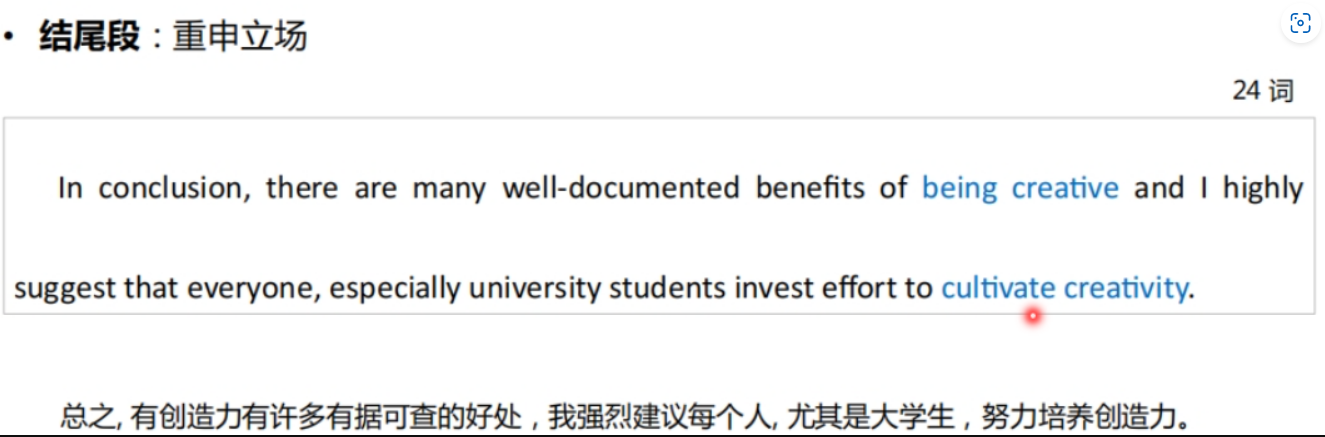 • 结尾段：重申立场
24 词
In conclusion, there are many well-documented benefits of being creative and I highly
suggest that everyone, especially university students invest effort to cultivate creativity.
总之, 有创造力有许多有据可查的好处，我强烈建议每个人, 尤其是大学生，努力培养创造力。